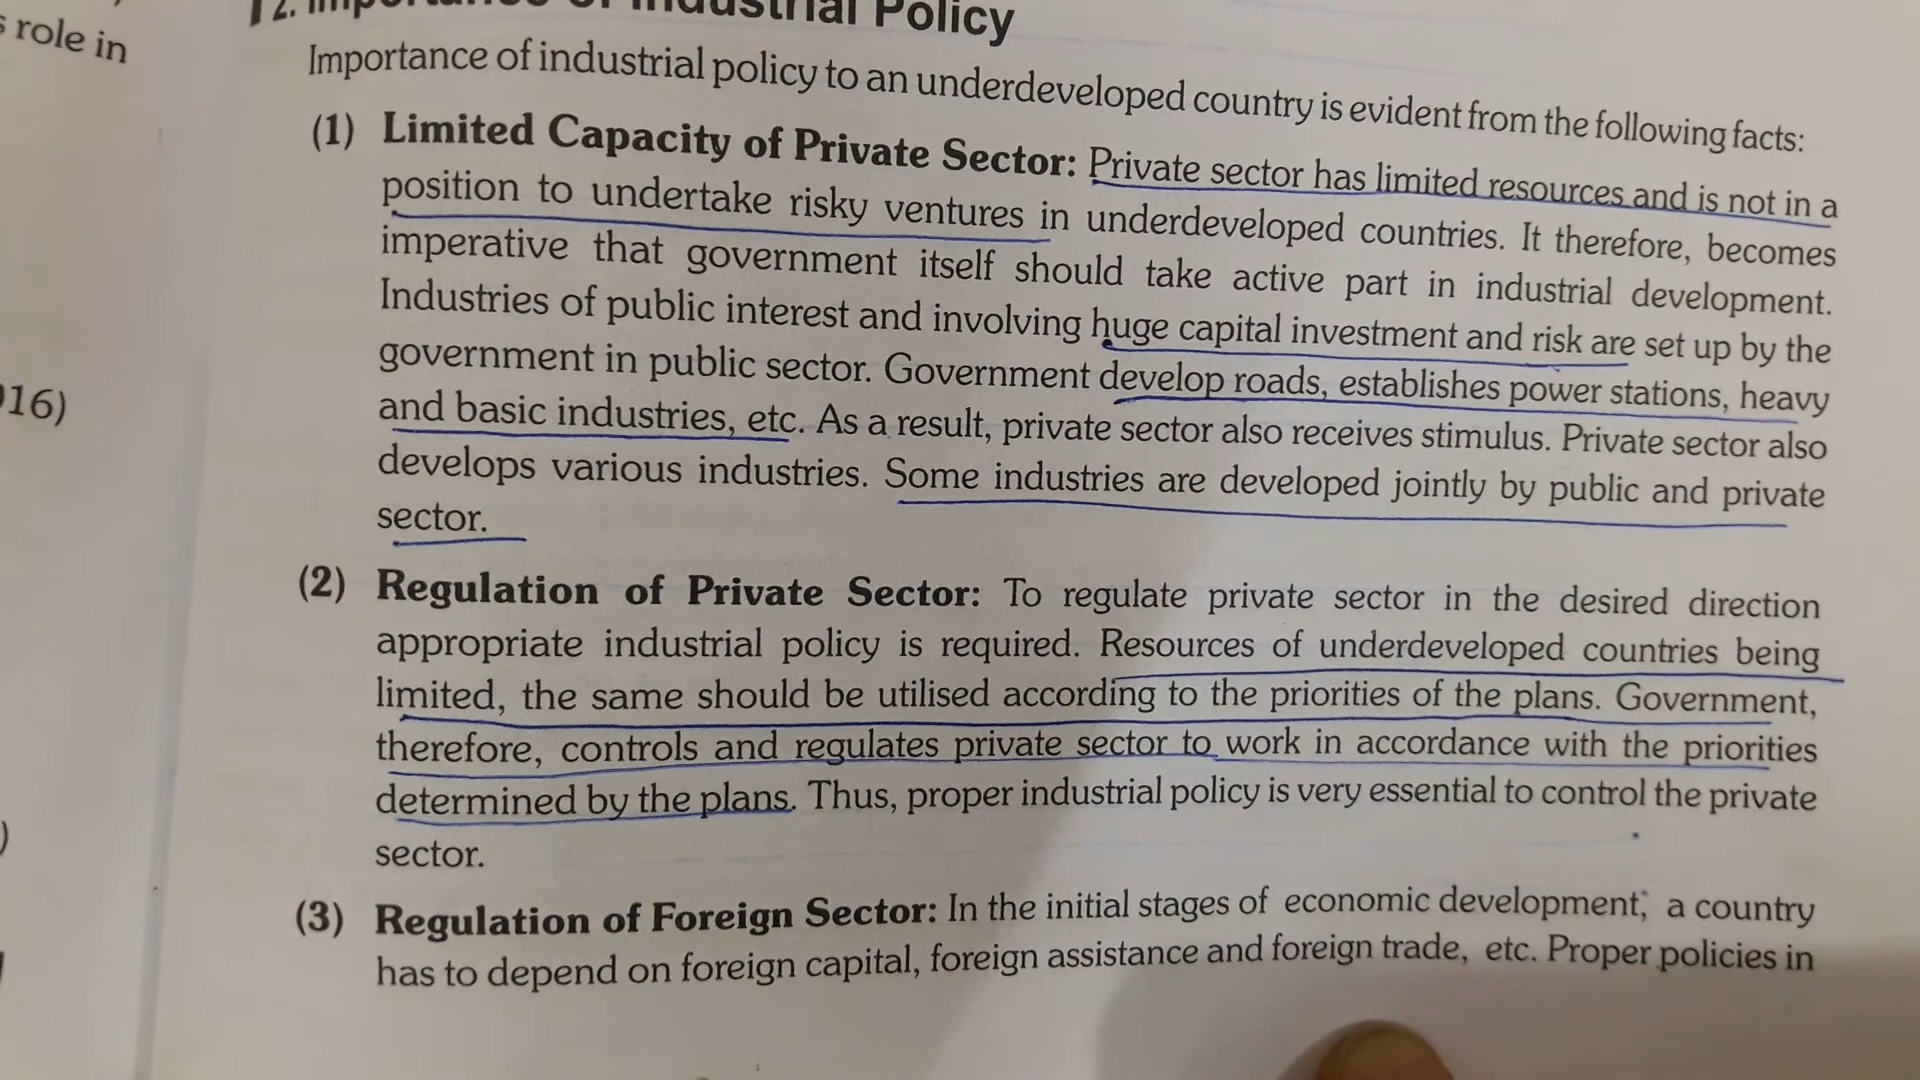 role in
16)
2. Importance of Industrial Policy
Importance of industrial policy to an underdeveloped country is evident from the following facts:
(1) Limited Capacity of Private Sector: Private sector has limited resources and is not in a
position to undertake risky ventures in underdeveloped countries. It therefore, becomes
imperative that government itself should take active part in industrial development.
Industries of public interest and involving huge capital investment and risk are set up by the
government in public sector. Government develop roads, establishes power stations, heavy
and basic industries, etc. As a result, private sector also receives stimulus. Private sector also
develops various industries. Some industries are developed jointly by public and private
sector.
(2) Regulation of Private Sector: To regulate private sector in the desired direction
appropriate industrial policy is required. Resources of underdeveloped countries being
limited, the same should be utilised according to the priorities of the plans. Government,
therefore, controls and regulates private sector to work in accordance with the priorities
determined by the plans. Thus, proper industrial policy is very essential to control the private
sector.
(3) Regulation of Foreign Sector: In the initial stages of economic development, a country
has to depend on foreign capital, foreign assistance and foreign trade, etc. Proper policies in